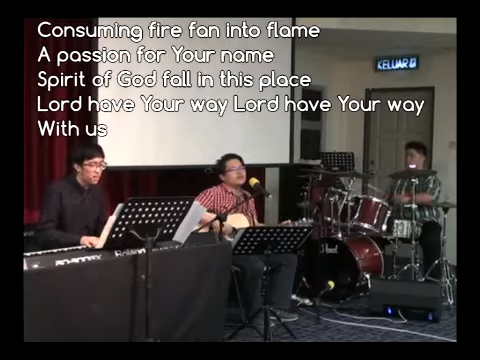 Consuming fire fan into flame
A passion for Your name
Spirit of God fall in this place
Lord have Your way Lord have Your way
With us
KELUAR
Roland